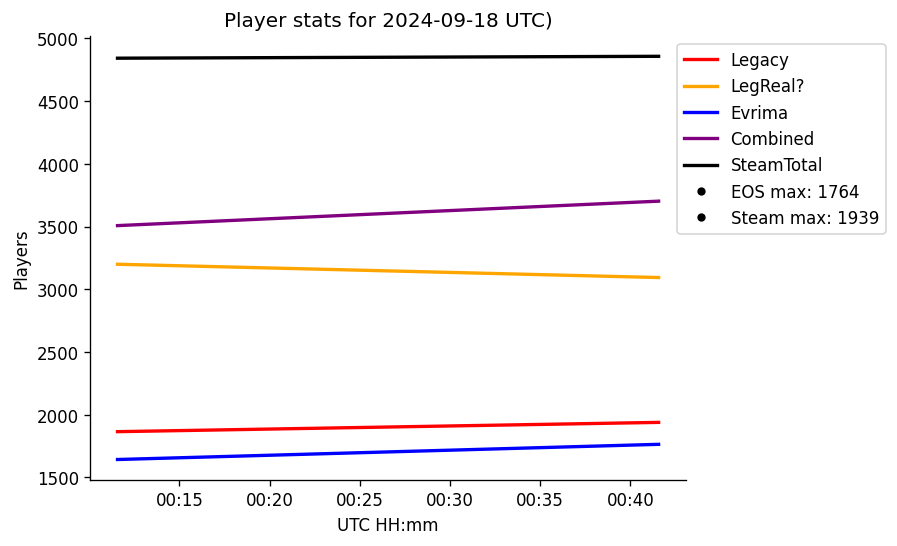 Player stats for 2024-09-18 UTC)
5000
4500
4000
3500
3000
2500
2000
1500
Players
00:15 00:20 00:25 00:30 00:35 00:40
UTC HH:mm
Legacy
LegReal?
Evrima
Combined
SteamTotal
EOS max: 1764
Steam max: 1939